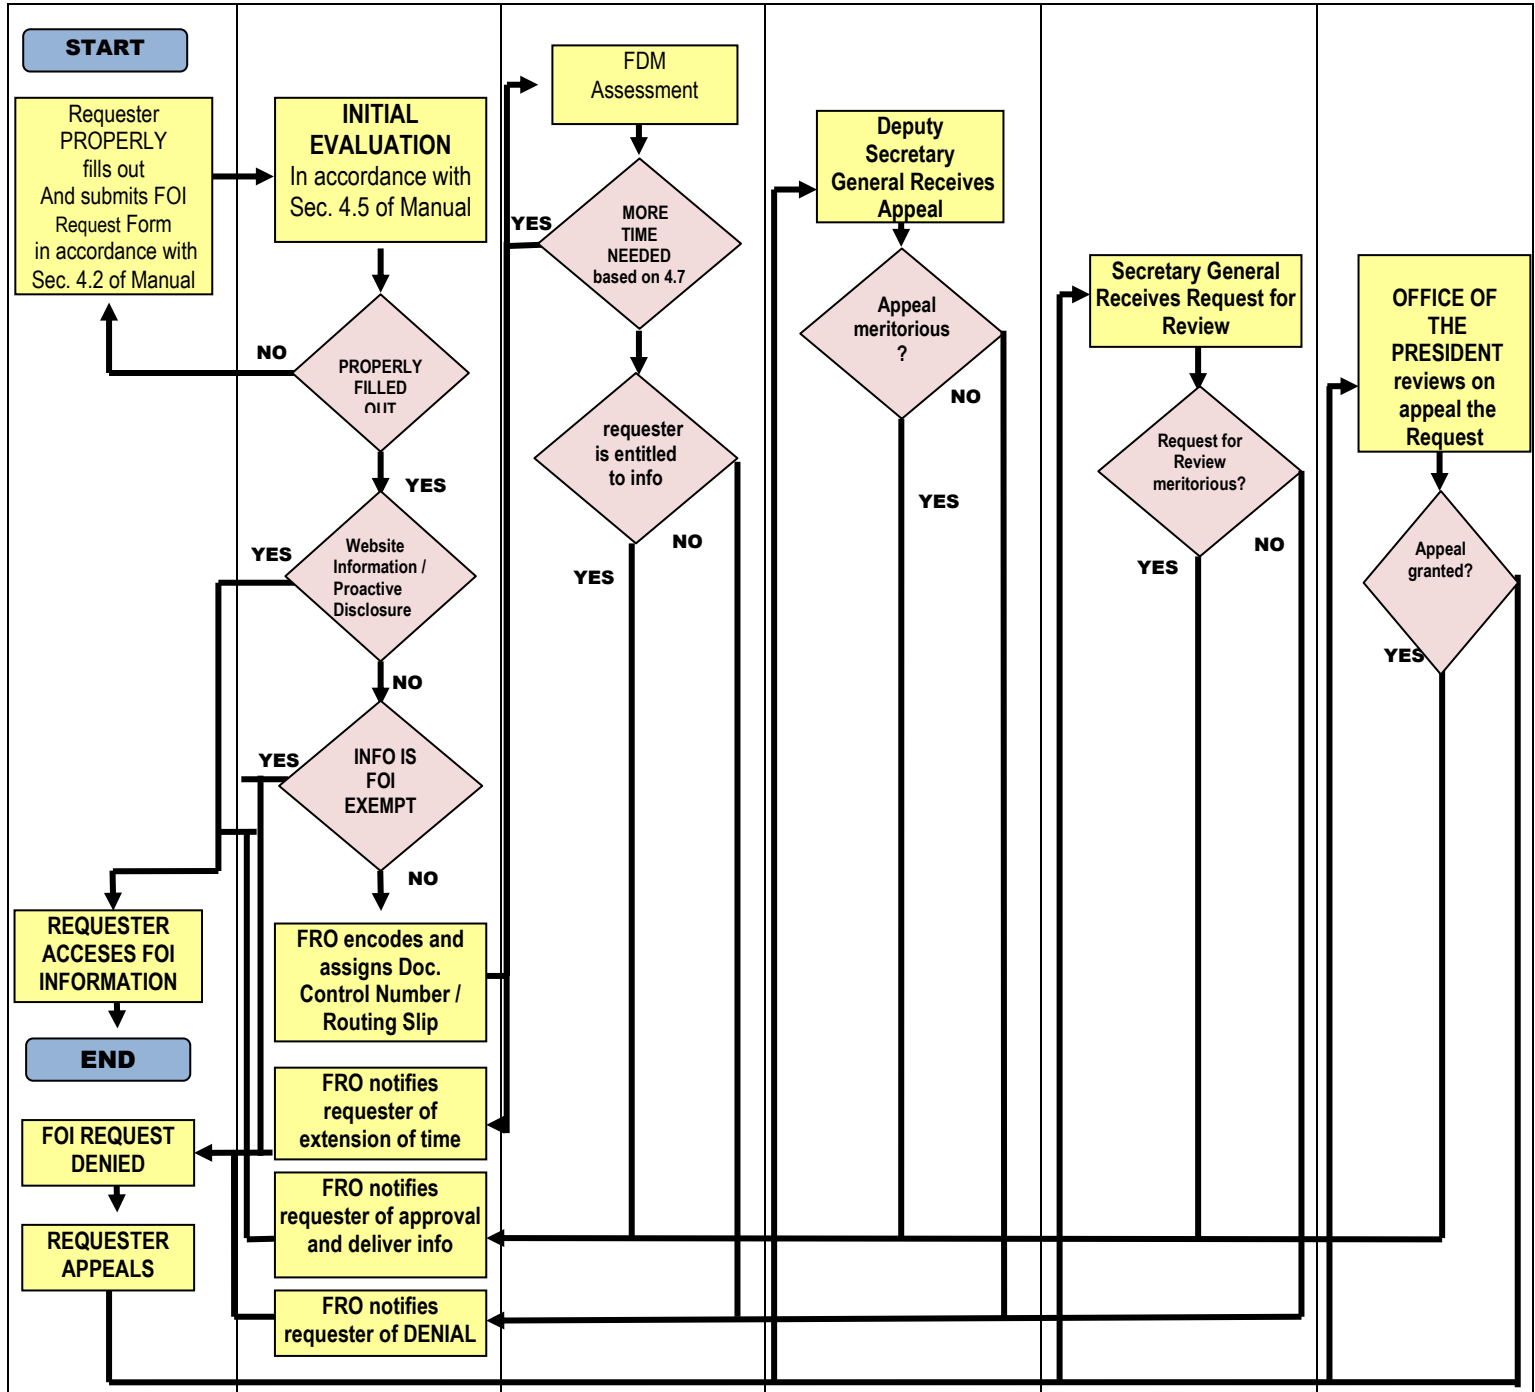 START
Requester
PROPERLY
fills out
And submits FOI
Request Form
in accordance with
Sec. 4.2 of Manual
REQUESTER
ACCESES FOI
INFORMATION
END
FOI REQUEST
DENIED
REQUESTER
APPEALS
INITIAL
EVALUATION
In accordance with
Sec. 4.5 of Manual
NO
PROPERLY
FILLED
OUT
YES
YES
Website
Information /
Proactive
Disclosure
NO
YES
INFO IS
FOI
EXEMPT
NO
FRO encodes and
assigns Doc.
Control Number /
Routing Slip
FRO notifies
requester of
extension of time
FRO notifies
requester of approval
and deliver info
FRO notifies
requester of DENIAL
FDM
Assessment
YES
MORE
TIME
NEEDED
based on 4.7
requester
is entitled
to info
NO
YES
Deputy
Secretary
General Receives
Appeal
Appeal
meritorious
?
NO
YES
Secretary General
Receives Request for
Review
Request for
Review
meritorious?
NO
YES
OFFICE OF
THE
PRESIDENT
reviews on
appeal the
Request
Appeal
granted?
YES